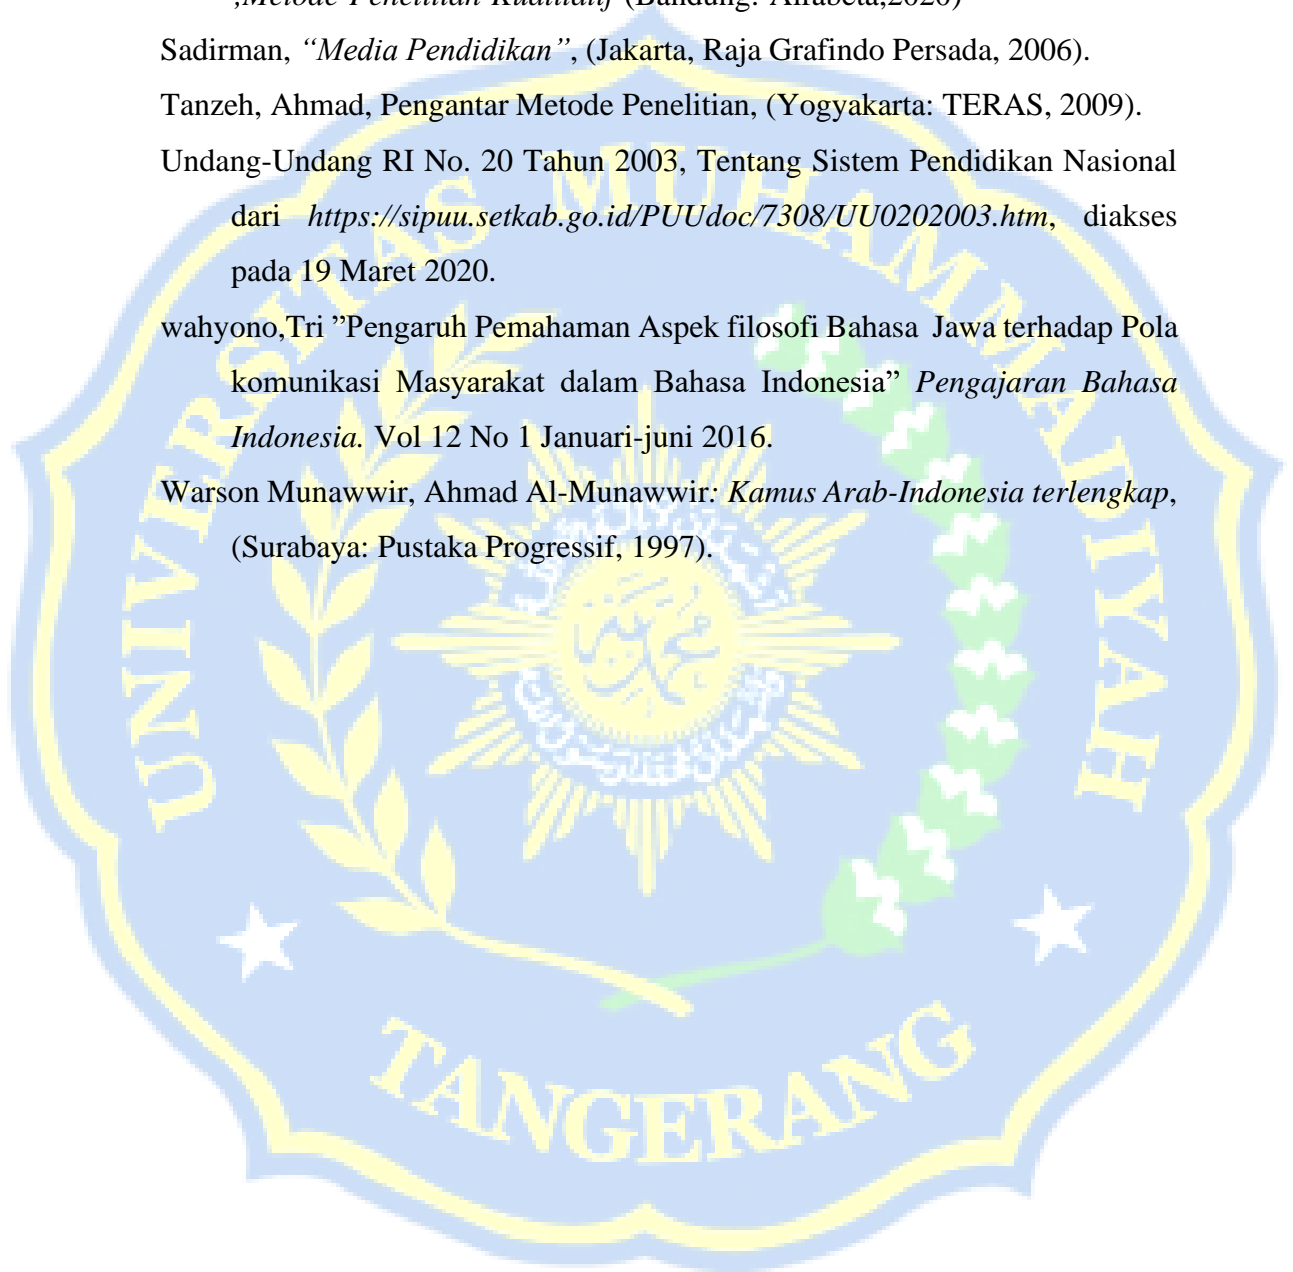 ,Metode Penelitian Kualitatif (Bandung: Alfabeta,2020)
Sadirman, “Media Pendidikan”, (Jakarta, Raja Grafindo Persada, 2006).
Tanzeh, Ahmad, Pengantar Metode Penelitian, (Yogyakarta: TERAS, 2009).
Undang-Undang RI No. 20 Tahun 2003, Tentang Sistem Pendidikan Nasional
dari https://sipuu.setkab.go.id/PUUdoc/7308/UU0202003.htm, diakses
pada 19 Maret 2020.
wahyono,Tri ”Pengaruh Pemahaman Aspek filosofi Bahasa Jawa terhadap Pola
komunikasi Masyarakat dalam Bahasa Indonesia” Pengajaran Bahasa
Indonesia. Vol 12 No 1 Januari-juni 2016.
Warson Munawwir, Ahmad Al-Munawwir: Kamus Arab-Indonesia terlengkap,
(Surabaya: Pustaka Progressif, 1997).
UNIVERSITAS MUHAMMADIYAH
TANGERANG